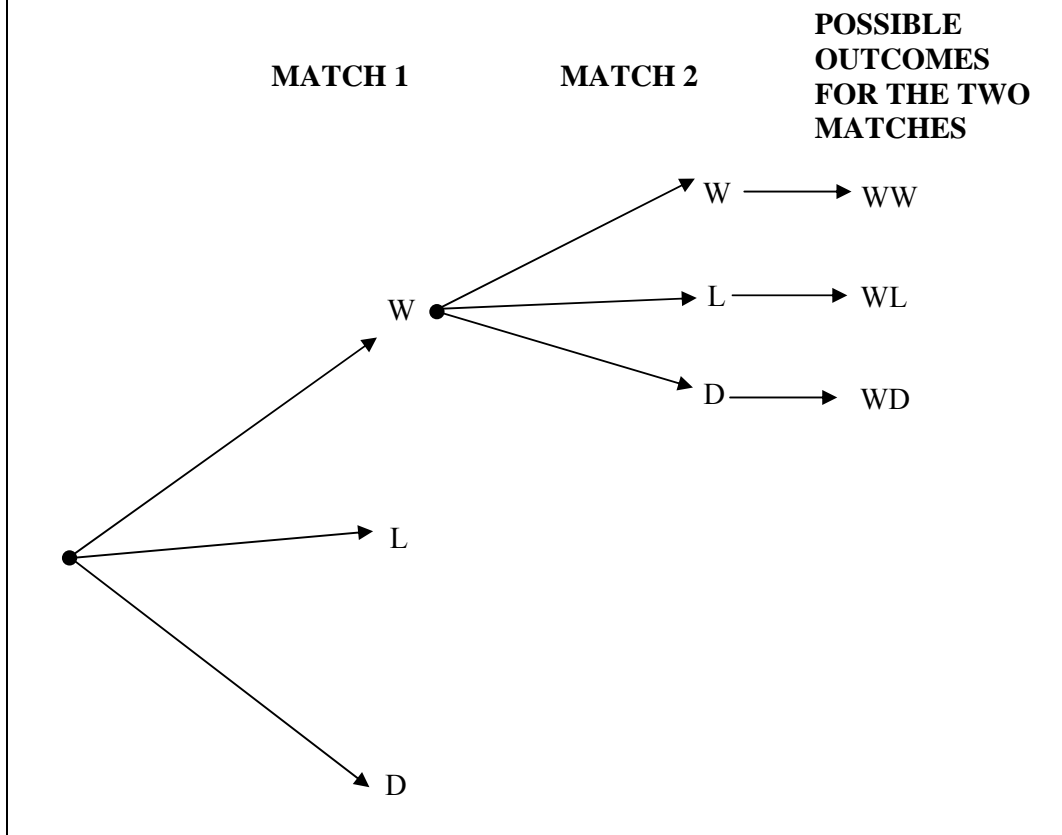 POSSIBLE
OUTCOMES
FOR THE TWO
MATCHES
MATCH 1 MATCH 2
W WW
W L WL
D WD
L
D